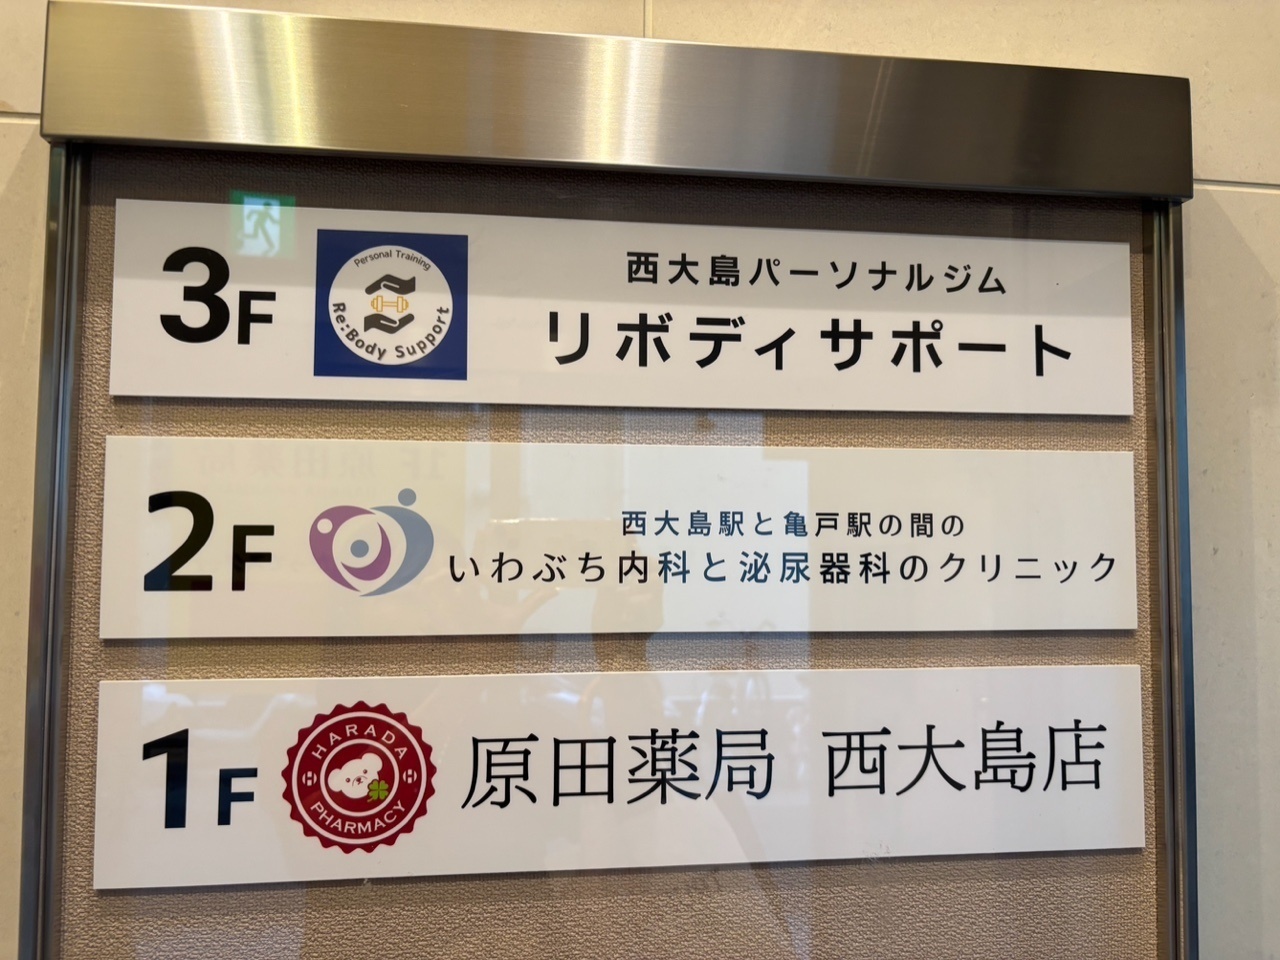 3F
Personal Training
Re:Body Support
西大島パーソナルジム
リボディサポート
2F
西大島駅と亀戸駅の間の
いわぶち内科と泌尿器科のクリニック
1F
HARADA
PHARMACY
原田薬局 西大島店